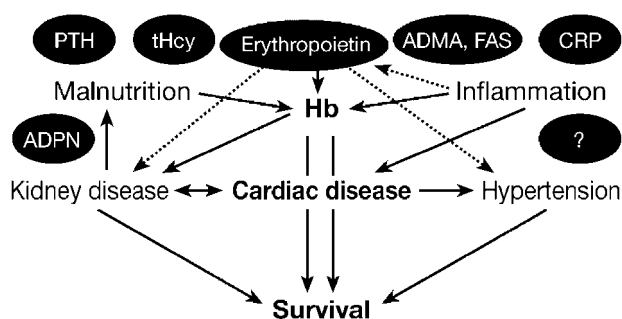 PTH
tHcy
Erythropoietin
ADMA, FAS
CRP
Malnutrition
Hb
Inflammation
ADPN
?
Kidney disease
Cardiac disease
Hypertension
Survival